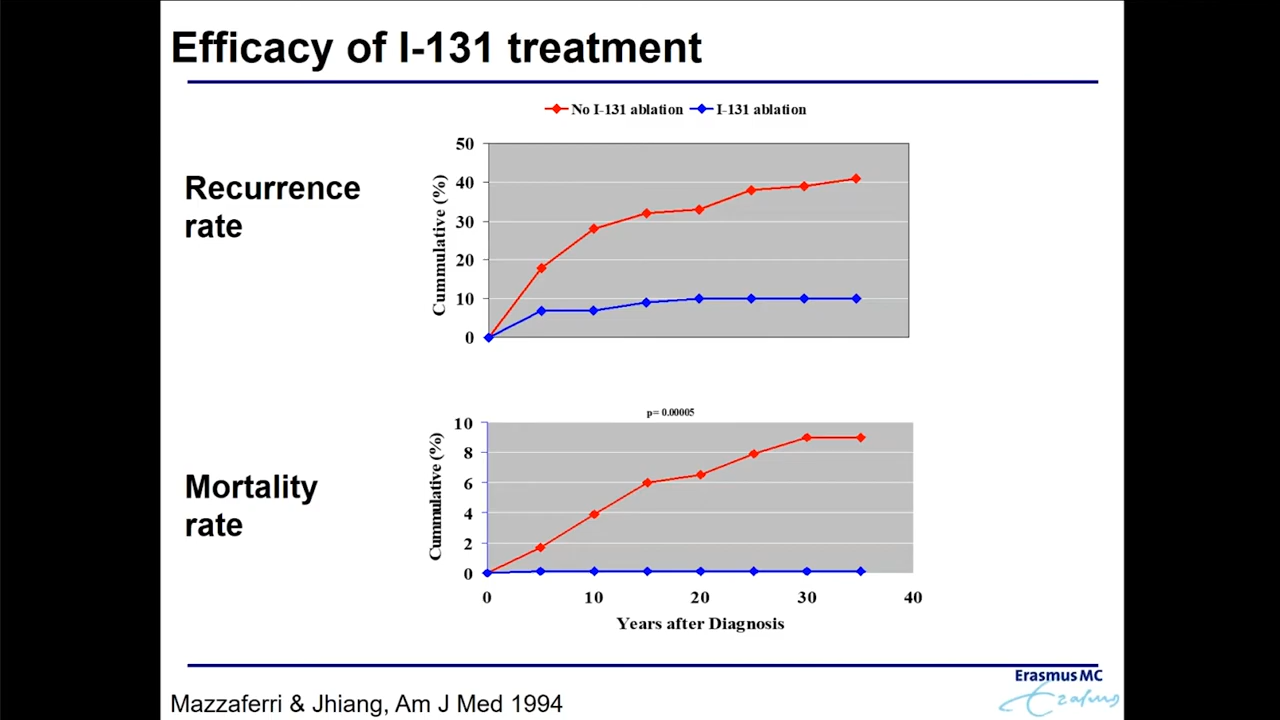 Efficacy of I-131 treatment
No I-131 ablation I-131 ablation
Recurrence
rate
Cummulative (%)
50
40
30
20
10
0
p= 0.00005
Mortality
rate
Cummulative (%)
10
8
6
4
2
0
0 10 20 30 40
Years after Diagnosis
Erasmus MC
Erasmus
Mazzaferri & Jhiang, Am J Med 1994